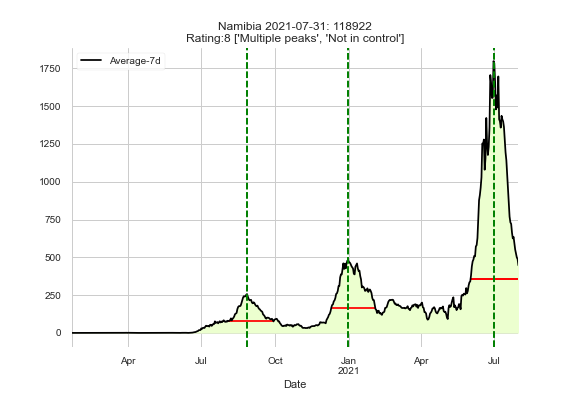 Namibia 2021-07-31: 118922
Rating:8 ['Multiple peaks', 'Not in control']
Average-7d
1750
1500
1250
1000
750
500
250
0
Apr Jul Oct Jan Apr Jul
2021
Date